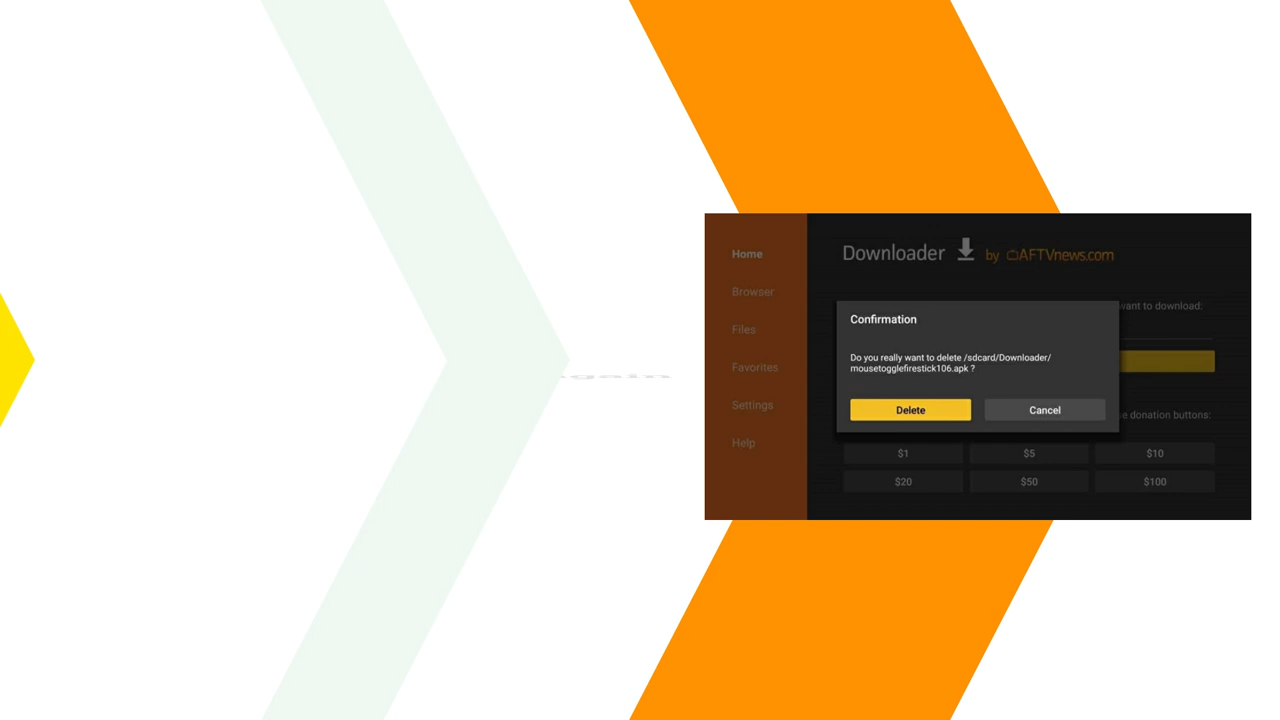 Home
Browser
Files
Favorites
Settings
Help
Downloader by AFTVnews.com
want to download:
Confirmation
Do you really want to delete /sdcard/Downloader/
mousetogglefirestick106.apk ?
Delete
Cancel
e donation buttons:
$1
$5
$10
$20
$50
$100